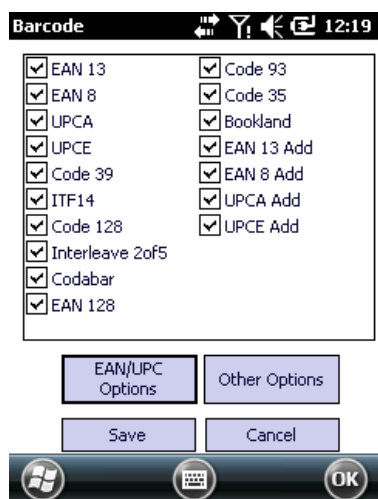 Barcode 12:19
EAN 13
EAN 8
UPCA
UPCE
Code 39
ITF14
Code 128
Interleave 2of5
Codabar
EAN 128
Code 93
Code 35
Bookland
EAN 13 Add
EAN 8 Add
UPCA Add
UPCE Add
EAN/UPC
Options
Other Options
Save
Cancel
OK